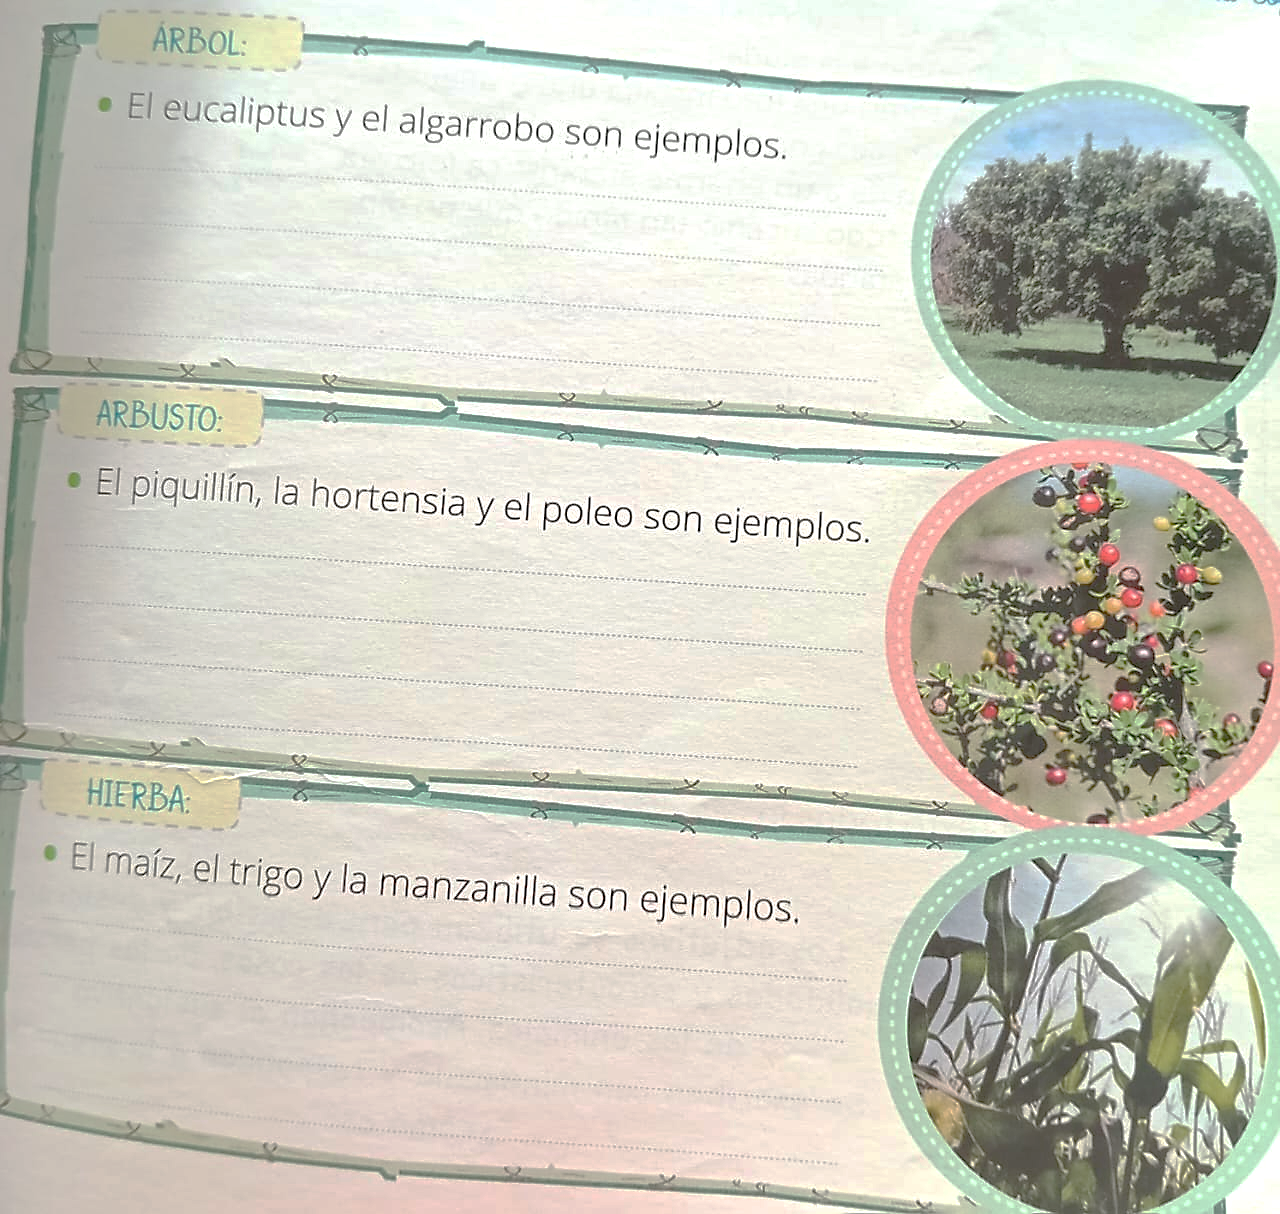 ÁRBOL:
El eucaliptus y el algarrobo son ejemplos.
ARBUSTO:
El piquillín, la hortensia y el poleo son ejemplos.
HIERBA:
El maíz, el trigo y la manzanilla son ejemplos.